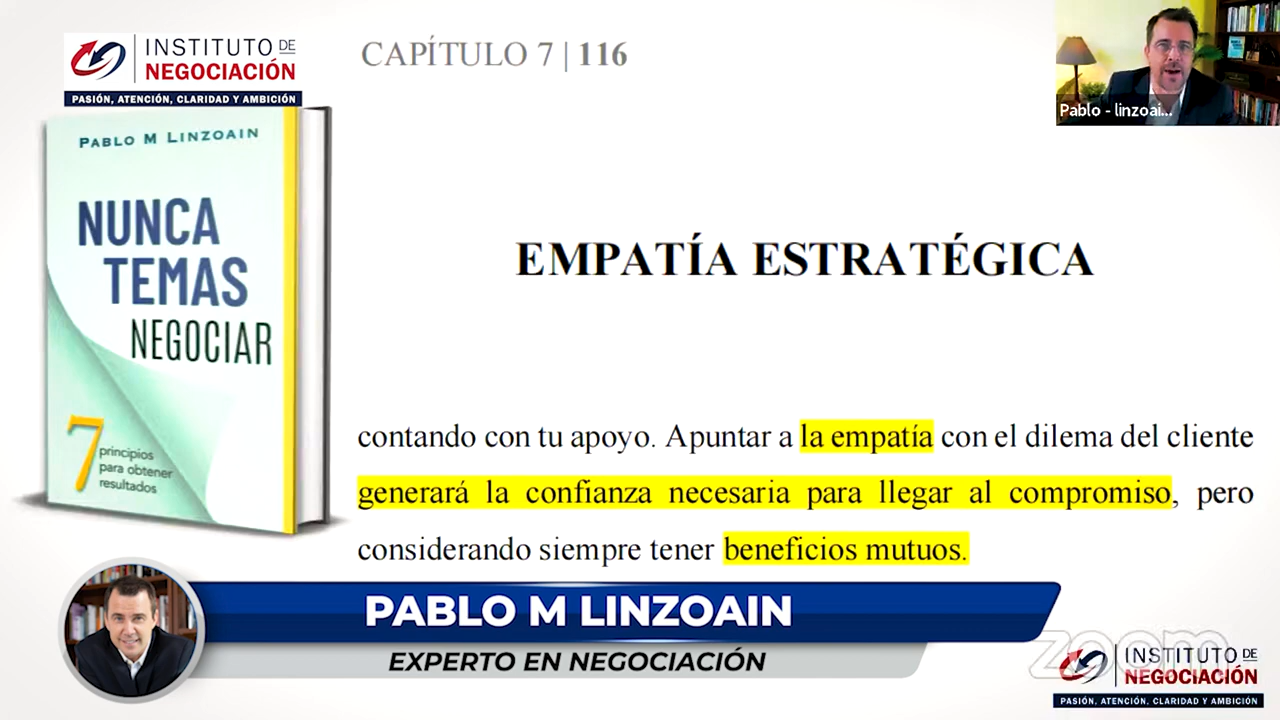 INSTITUTO DE
NEGOCIACIÓN
PASIÓN, ATENCIÓN, CLARIDAD Y AMBICIÓN
CAPÍTULO 7 | 116
Pablo - linzoai...
PABLO M LINZOAIN
NUNCA
TEMAS
NEGOCIAR
7 principios
para obtener
resultados
EMPATÍA ESTRATÉGICA
contando con tu apoyo. Apuntar a la empatía con el dilema del cliente
generará la confianza necesaria para llegar al compromiso, pero
considerando siempre tener beneficios mutuos.
PABLO M LINZOAIN
EXPERTO EN NEGOCIACIÓN
zoom
INSTITUTO DE
NEGOCIACIÓN
PASIÓN, ATENCIÓN, CLARIDAD Y AMBICIÓN